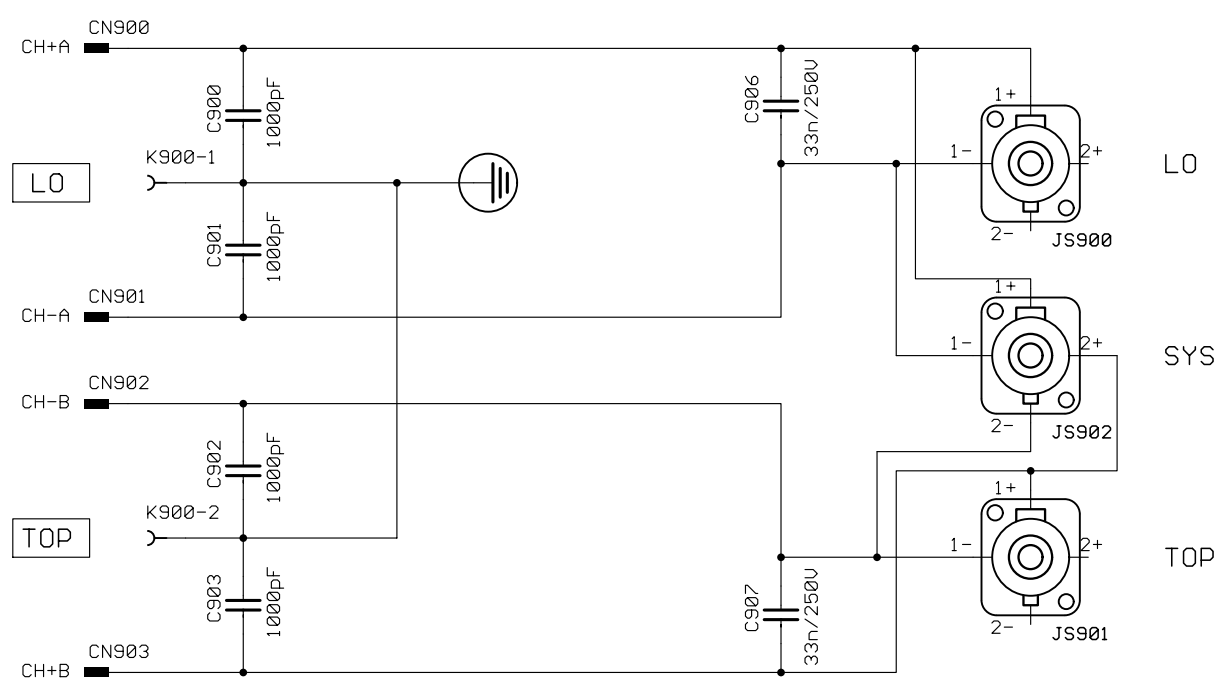 CN900
CH+A
C900
1000pF
C906
33n/250V
1+
K900-1
1-
2+
LO
LO
C901
1000pF
2-
JS900
CN901
1+
CH-A
1-
2+
SYS
CN902
CH-B
2-
JS902
C902
1000pF
1+
K900-2
TOP
1-
2+
TOP
C903
1000pF
C907
33n/250V
2-
JS901
CN903
CH+B